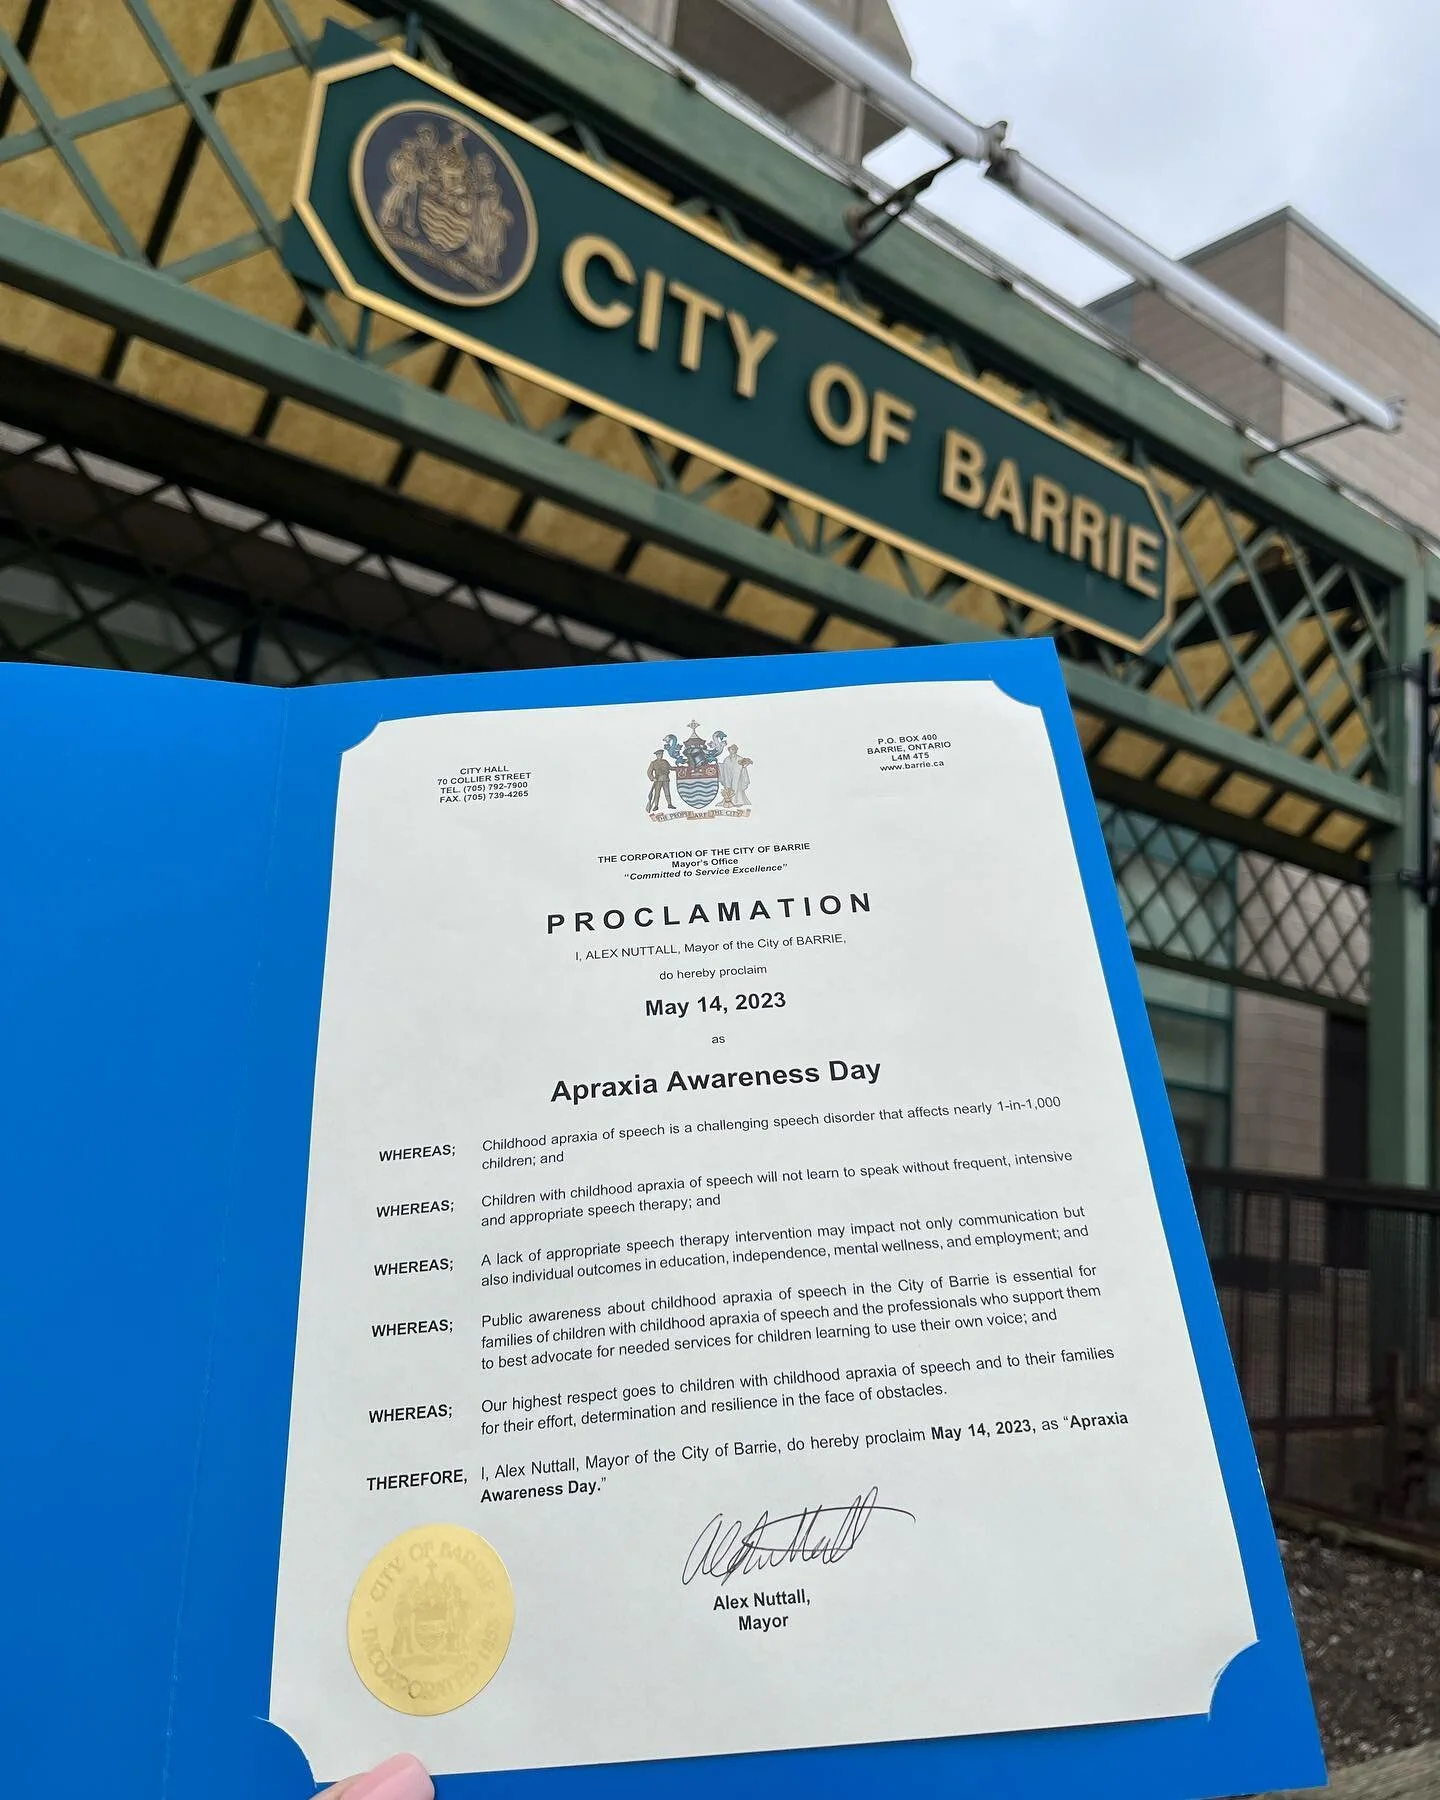 CITY OF BARRIE
CITY HALL
70 COLLIER STREET
TEL. (705) 792-7900
FAX. (705) 739-4265
P.O. BOX 400
BARRIE, ONTARIO
L4M 4T5
www.barrie.ca
THE PEOPLE ARE THE CITY
THE CORPORATION OF THE CITY OF BARRIE
Mayor's Office
"Committed to Service Excellence"
PROCLAMATION
I, ALEX NUTTALL, Mayor of the City of BARRIE,
do hereby proclaim
May 14, 2023
as
Apraxia Awareness Day
WHEREAS; Childhood apraxia of speech is a challenging speech disorder that affects nearly 1-in-1,000
children; and
WHEREAS; Children with childhood apraxia of speech will not learn to speak without frequent, intensive
and appropriate speech therapy; and
WHEREAS; A lack of appropriate speech therapy intervention may impact not only communication but
also individual outcomes in education, independence, mental wellness, and employment; and
WHEREAS; Public awareness about childhood apraxia of speech in the City of Barrie is essential for
families of children with childhood apraxia of speech and the professionals who support them
to best advocate for needed services for children learning to use their own voice; and
WHEREAS; Our highest respect goes to children with childhood apraxia of speech and to their families
for their effort, determination and resilience in the face of obstacles.
THEREFORE, I, Alex Nuttall, Mayor of the City of Barrie, do hereby proclaim May 14, 2023, as "Apraxia
Awareness Day."
Alex Nuttall,
Mayor
CITY OF BARRIE
INCORPORATED